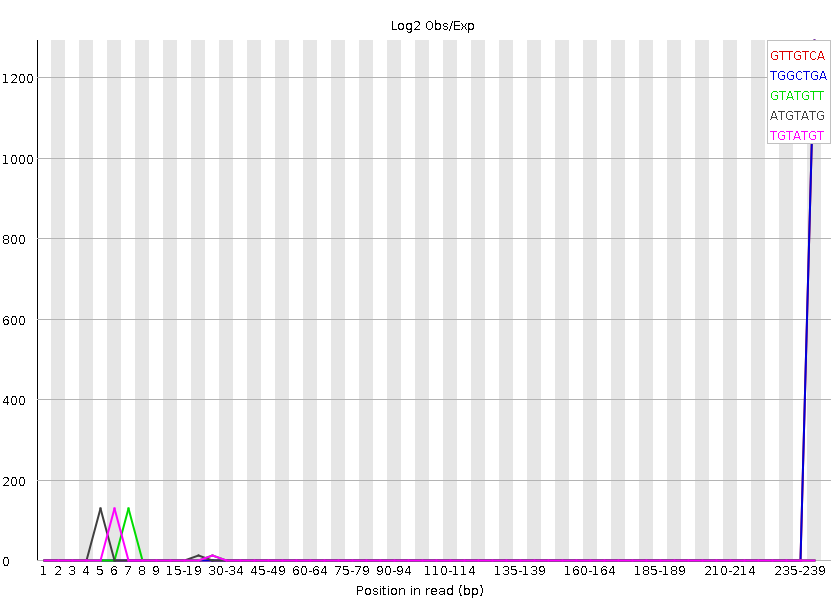 Log2 Obs/Exp
1200
1000
800
600
400
200
0
GTTGTCA
TGGCTGA
GTATGTT
ATGTATG
TGTATGT
1 2 3 4 5 6 7 8 9 15-19 30-34 45-49 60-64 75-79 90-94 110-114 135-139 160-164 185-189 210-214 235-239
Position in read (bp)